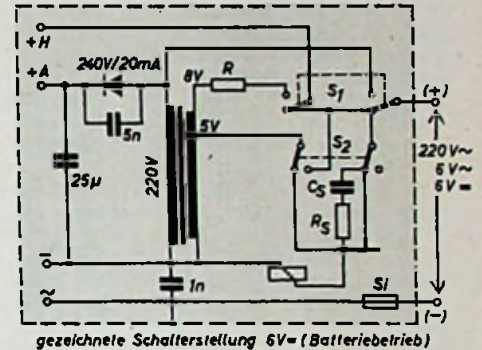 +H
240V/20mA
+A
8V
R
S1
(+)
5n
5V
S2
220V~
6V~
6V=
25µ
220V
CS
RS
–
1n
Si
~
(–)
gezeichnete Schalterstellung 6V= (Batteriebetrieb)